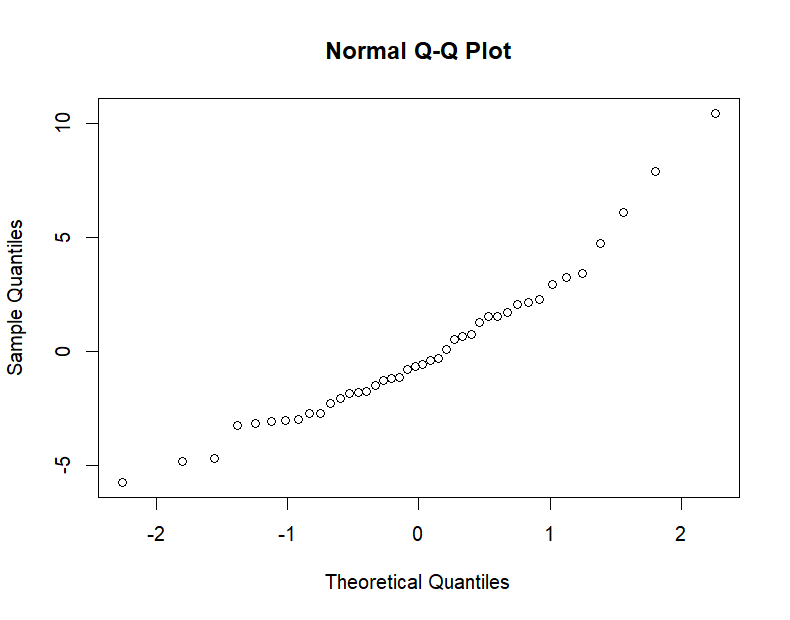 Normal Q-Q Plot
10
5
0
-5
Sample Quantiles
-2 -1 0 1 2
Theoretical Quantiles